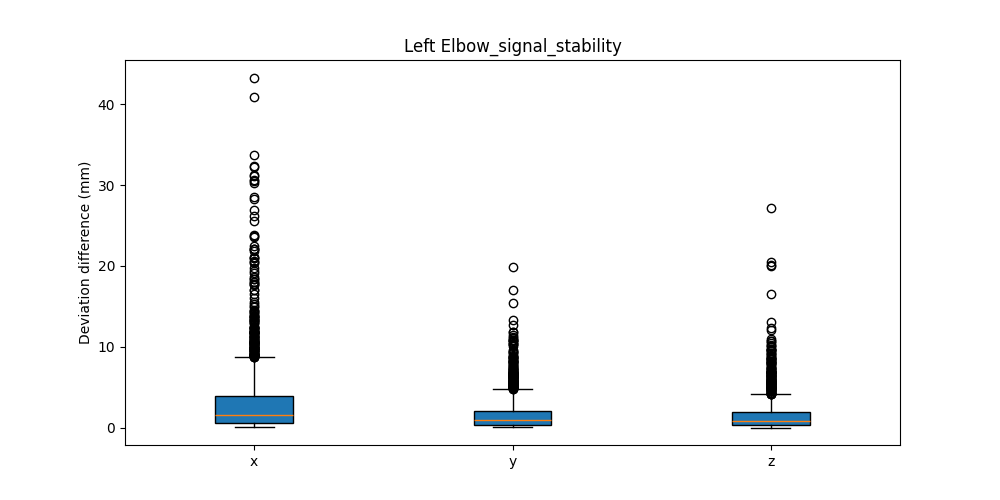 Left Elbow_signal_stability
Deviation difference (mm)
40
30
20
10
0
x
y
z